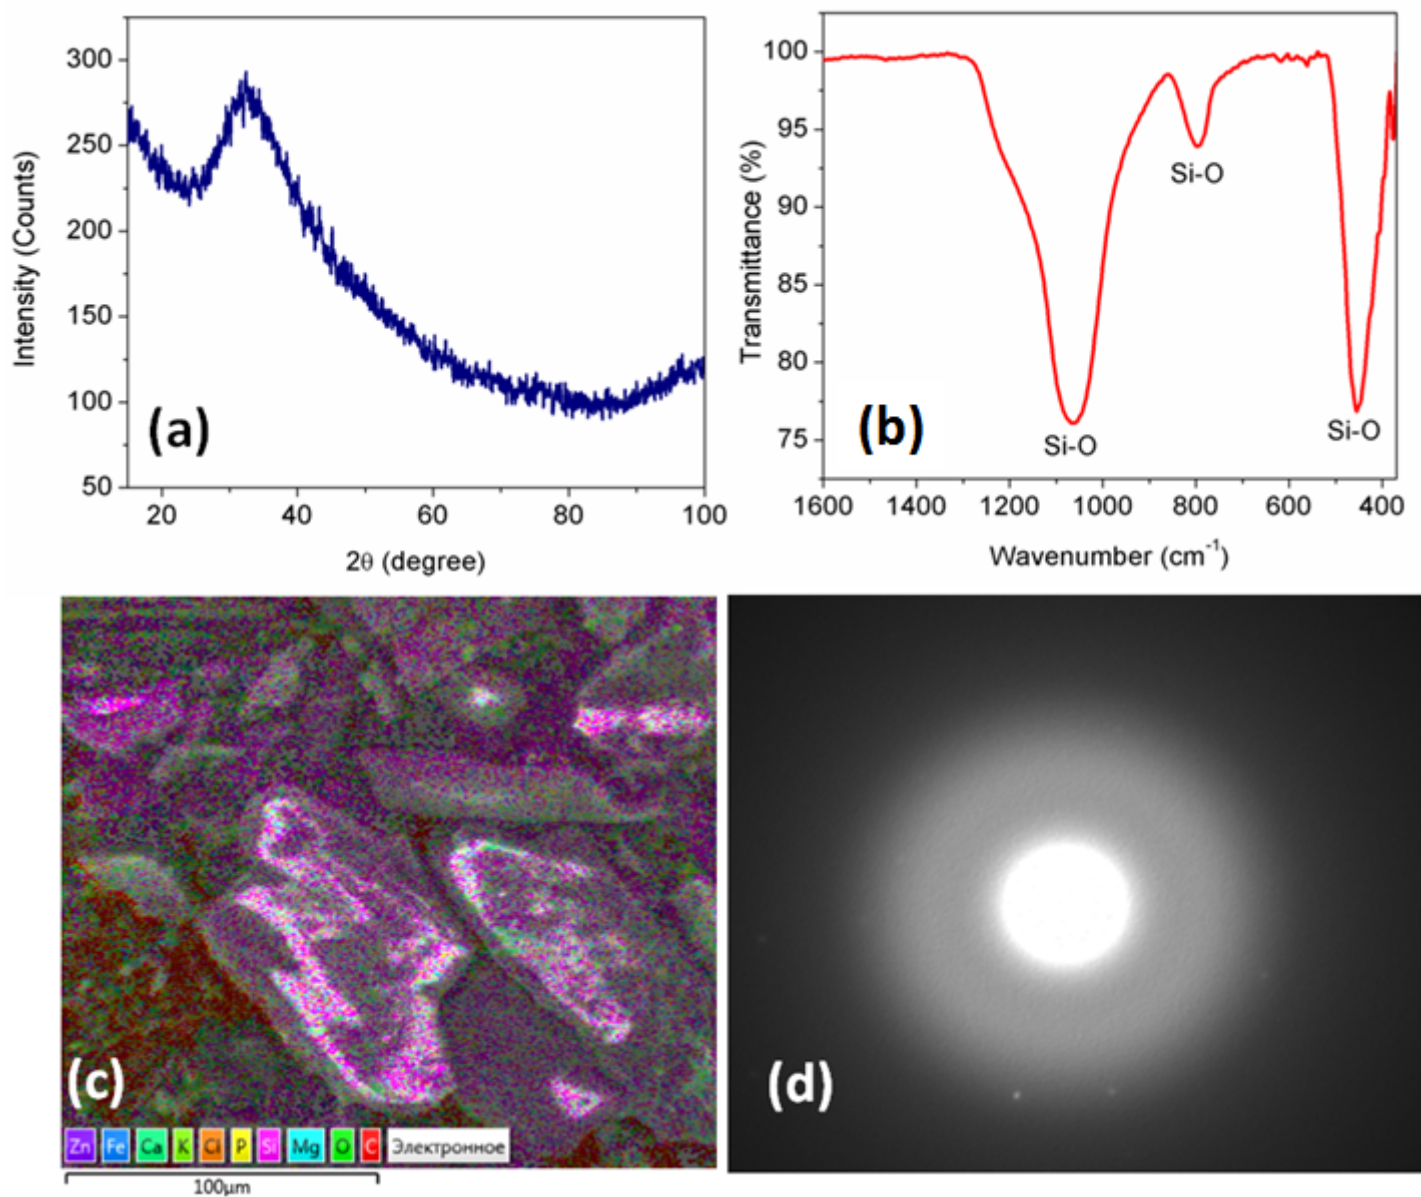 300
250
200
150
100
50
Intensity (Counts)
20 40 60 80 100
2θ (degree)
(a)
100
95
90
85
80
75
Transmittance (%)
Si-O
Si-O
Si-O
1600 1400 1200 1000 800 600 400
Wavenumber (cm⁻¹)
(b)
(c)
Zn Fe Ca K Cl P Si Mg O C Электронное
100µm
(d)